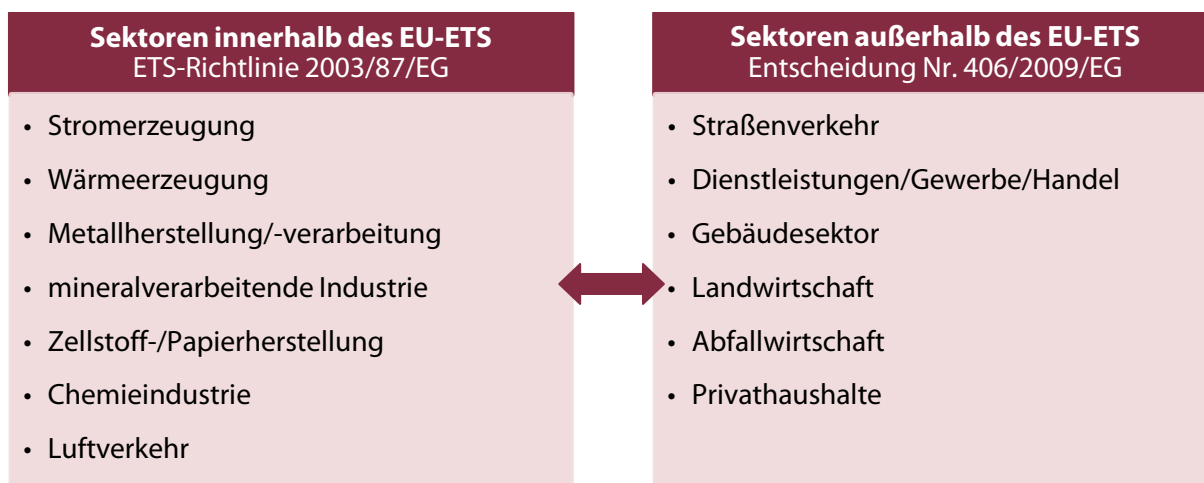 Sektoren innerhalb des EU-ETS
ETS-Richtlinie 2003/87/EG
• Stromerzeugung
• Wärmeerzeugung
• Metallherstellung/-verarbeitung
• mineralverarbeitende Industrie
• Zellstoff-/Papierherstellung
• Chemieindustrie
• Luftverkehr
Sektoren außerhalb des EU-ETS
Entscheidung Nr. 406/2009/EG
• Straßenverkehr
• Dienstleistungen/Gewerbe/Handel
• Gebäudesektor
• Landwirtschaft
• Abfallwirtschaft
• Privathaushalte